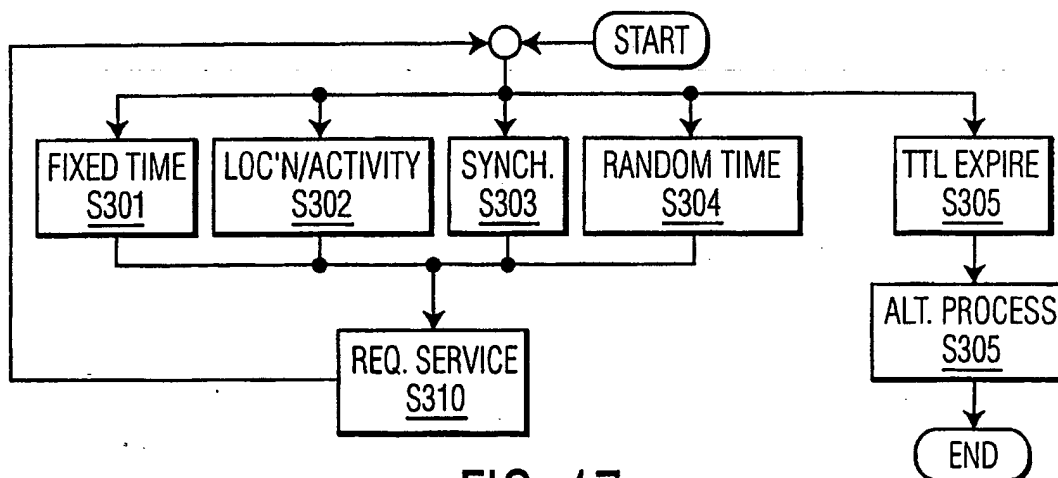 START
FIXED TIME
S301
LOC'N/ACTIVITY
S302
SYNCH.
S303
RANDOM TIME
S304
TTL EXPIRE
S305
REQ. SERVICE
S310
ALT. PROCESS
S305
END
FIG.